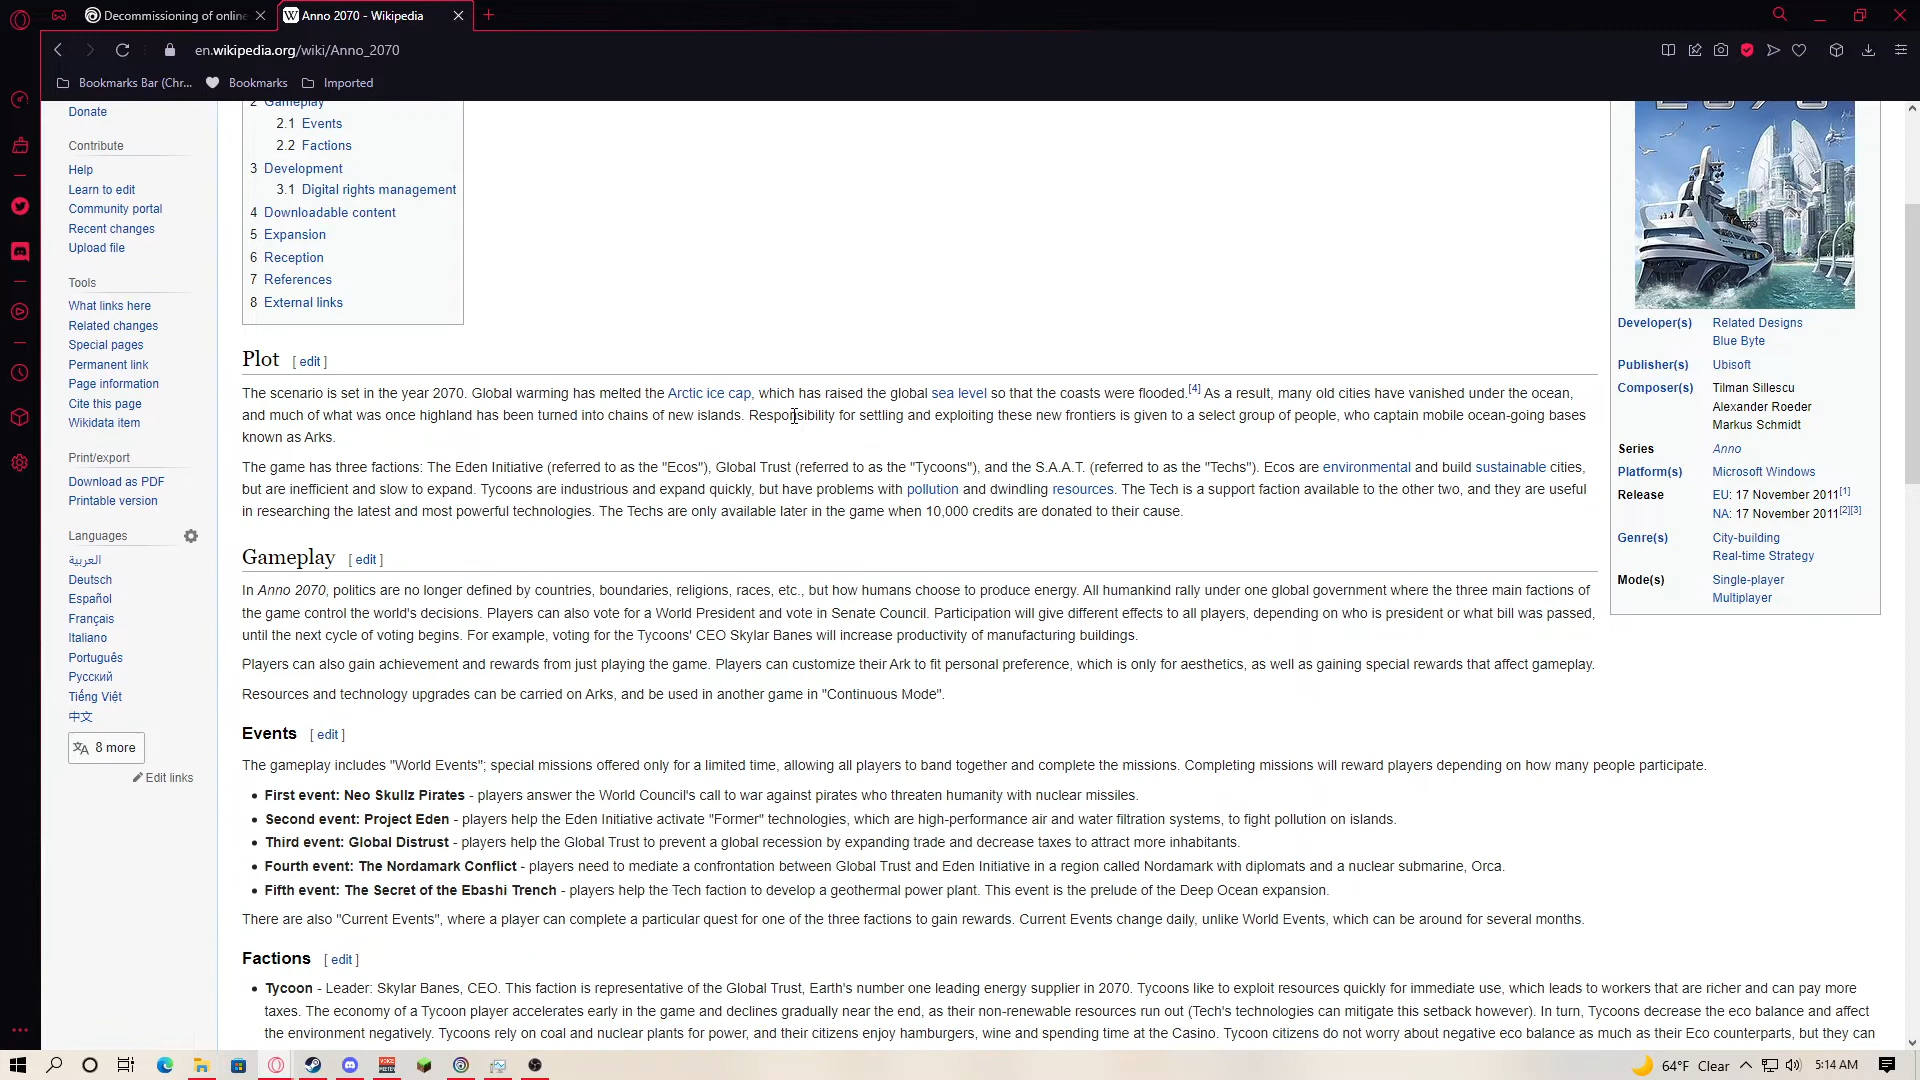 Decommissioning of online
Anno 2070 - Wikipedia
en.wikipedia.org/wiki/Anno_2070
Bookmarks Bar (Chr...
Bookmarks
Imported
Donate
Contribute
Help
Learn to edit
Community portal
Recent changes
Upload file
Tools
What links here
Related changes
Special pages
Permanent link
Page information
Cite this page
Wikidata item
Print/export
Download as PDF
Printable version
Languages
العربية
Deutsch
Español
Français
Italiano
Português
Русский
Tiếng Việt
中文
8 more
Edit links
2 Gameplay
2.1 Events
2.2 Factions
3 Development
3.1 Digital rights management
4 Downloadable content
5 Expansion
6 Reception
7 References
8 External links
Plot [ edit ]
The scenario is set in the year 2070. Global warming has melted the Arctic ice cap, which has raised the global sea level so that the coasts were flooded.[4] As a result, many old cities have vanished under the ocean,
and much of what was once highland has been turned into chains of new islands. Responsibility for settling and exploiting these new frontiers is given to a select group of people, who captain mobile ocean-going bases
known as Arks.
The game has three factions: The Eden Initiative (referred to as the "Ecos"), Global Trust (referred to as the "Tycoons"), and the S.A.A.T. (referred to as the "Techs"). Ecos are environmental and build sustainable cities,
but are inefficient and slow to expand. Tycoons are industrious and expand quickly, but have problems with pollution and dwindling resources. The Tech is a support faction available to the other two, and they are useful
in researching the latest and most powerful technologies. The Techs are only available later in the game when 10,000 credits are donated to their cause.
Gameplay [ edit ]
In Anno 2070, politics are no longer defined by countries, boundaries, religions, races, etc., but how humans choose to produce energy. All humankind rally under one global government where the three main factions of
the game control the world's decisions. Players can also vote for a World President and vote in Senate Council. Participation will give different effects to all players, depending on who is president or what bill was passed,
until the next cycle of voting begins. For example, voting for the Tycoons' CEO Skylar Banes will increase productivity of manufacturing buildings.
Players can also gain achievement and rewards from just playing the game. Players can customize their Ark to fit personal preference, which is only for aesthetics, as well as gaining special rewards that affect gameplay.
Resources and technology upgrades can be carried on Arks, and be used in another game in "Continuous Mode".
Events [ edit ]
The gameplay includes "World Events"; special missions offered only for a limited time, allowing all players to band together and complete the missions. Completing missions will reward players depending on how many people participate.
• First event: Neo Skullz Pirates - players answer the World Council's call to war against pirates who threaten humanity with nuclear missiles.
• Second event: Project Eden - players help the Eden Initiative activate "Former" technologies, which are high-performance air and water filtration systems, to fight pollution on islands.
• Third event: Global Distrust - players help the Global Trust to prevent a global recession by expanding trade and decrease taxes to attract more inhabitants.
• Fourth event: The Nordamark Conflict - players need to mediate a confrontation between Global Trust and Eden Initiative in a region called Nordamark with diplomats and a nuclear submarine, Orca.
• Fifth event: The Secret of the Ebashi Trench - players help the Tech faction to develop a geothermal power plant. This event is the prelude of the Deep Ocean expansion.
There are also "Current Events", where a player can complete a particular quest for one of the three factions to gain rewards. Current Events change daily, unlike World Events, which can be around for several months.
Factions [ edit ]
• Tycoon - Leader: Skylar Banes, CEO. This faction is representative of the Global Trust, Earth's number one leading energy supplier in 2070. Tycoons like to exploit resources quickly for immediate use, which leads to workers that are richer and can pay more
taxes. The economy of a Tycoon player accelerates early in the game and declines gradually near the end, as their non-renewable resources run out (Tech's technologies can mitigate this setback however). In turn, Tycoons decrease the eco balance and affect
the environment negatively. Tycoons rely on coal and nuclear plants for power, and their citizens enjoy hamburgers, wine and spending time at the Casino. Tycoon citizens do not worry about negative eco balance as much as their Eco counterparts, but they can
2070
Developer(s) Related Designs
Blue Byte
Publisher(s) Ubisoft
Composer(s) Tilman Sillescu
Alexander Roeder
Markus Schmidt
Series Anno
Platform(s) Microsoft Windows
Release EU: 17 November 2011[1]
NA: 17 November 2011[2][3]
Genre(s) City-building
Real-time Strategy
Mode(s) Single-player
Multiplayer
64°F Clear
5:14 AM